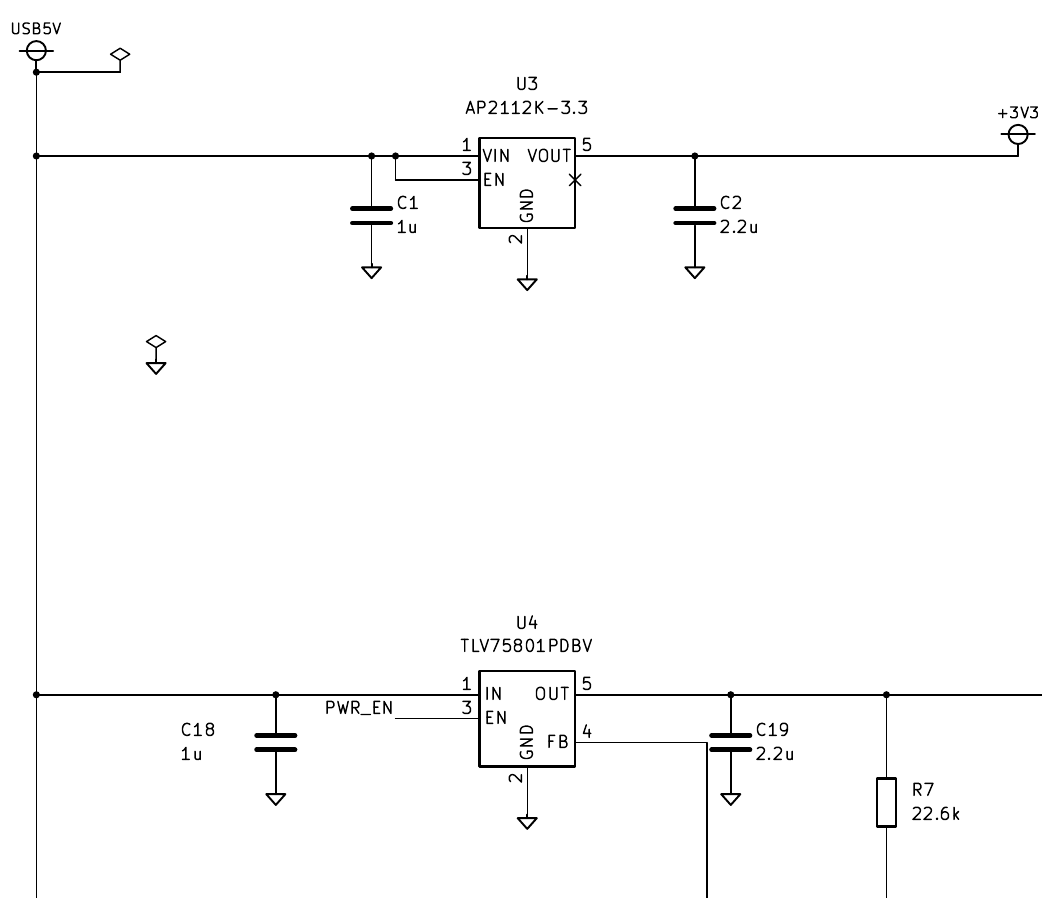 USB5V
U3
AP2112K-3.3
+3V3
1 VIN VOUT 5
3 EN
GND
2
C1
1u
C2
2.2u
U4
TLV75801PDBV
1 IN OUT 5
PWR_EN 3 EN
GND
FB 4
2
C18
1u
C19
2.2u
R7
22.6k